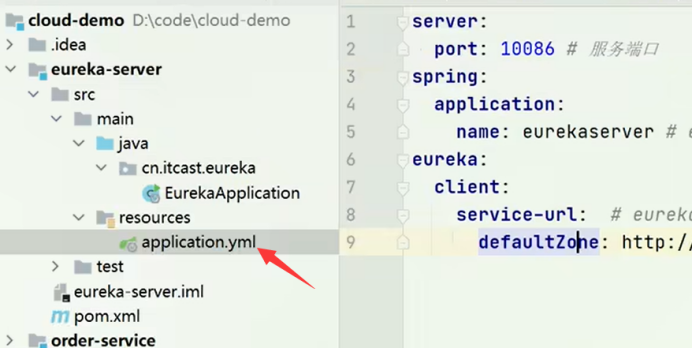 cloud-demo D:\code\cloud-demo
.idea
eureka-server
src
main
java
cn.itcast.eureka
EurekaApplication
resources
application.yml
test
eureka-server.iml
pom.xml
order-service
1 server:
2 port: 10086 # 服务端口
3 spring:
4 application:
5 name: eurekaserver # e
6 eureka:
7 client:
8 service-url: # eurek
9 defaultZone: http:/